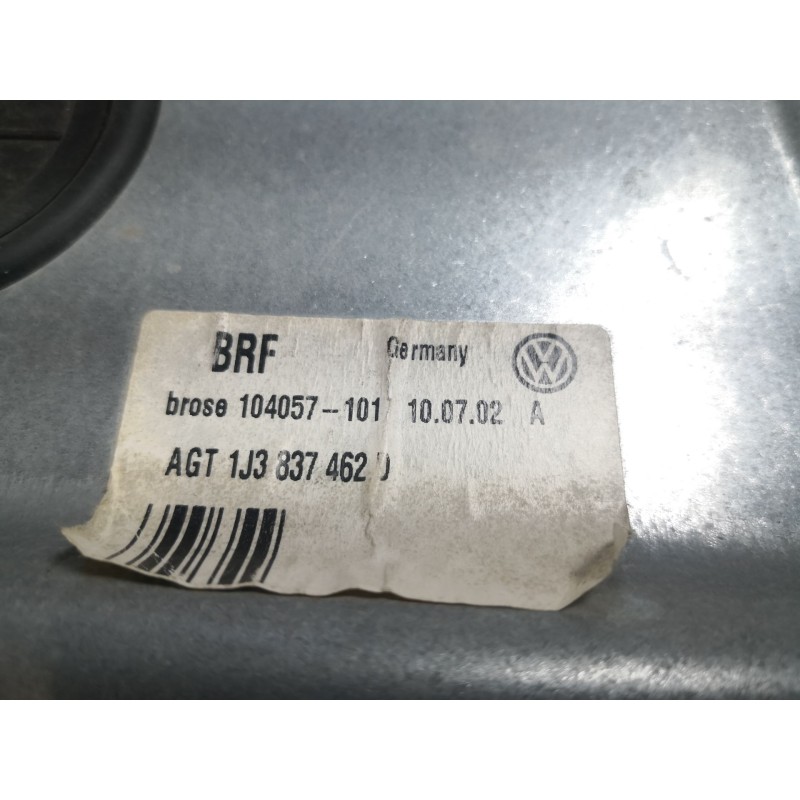 BRF Germany
brose 104057-101 10.07.02 A
AGT 1J3 837 462